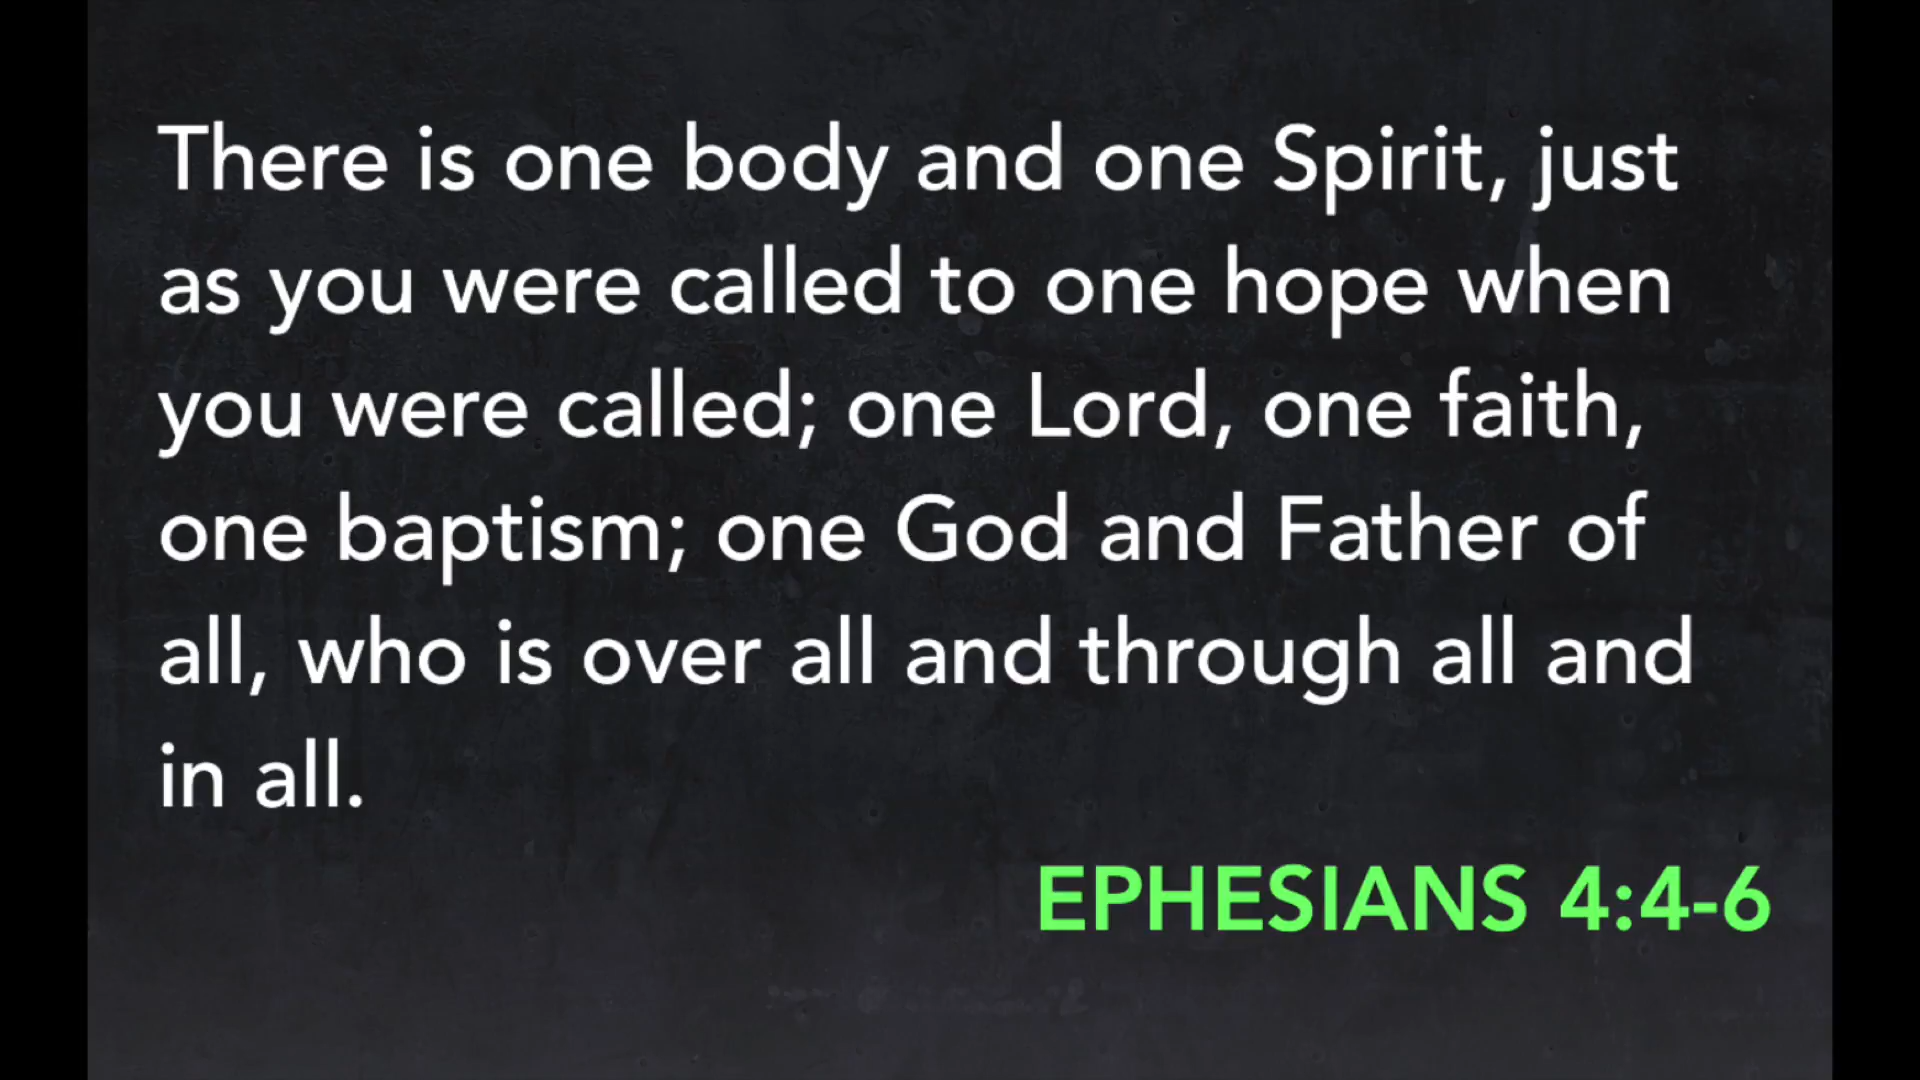 There is one body and one Spirit, just
as you were called to one hope when
you were called; one Lord, one faith,
one baptism; one God and Father of
all, who is over all and through all and
in all.
EPHESIANS 4:4-6